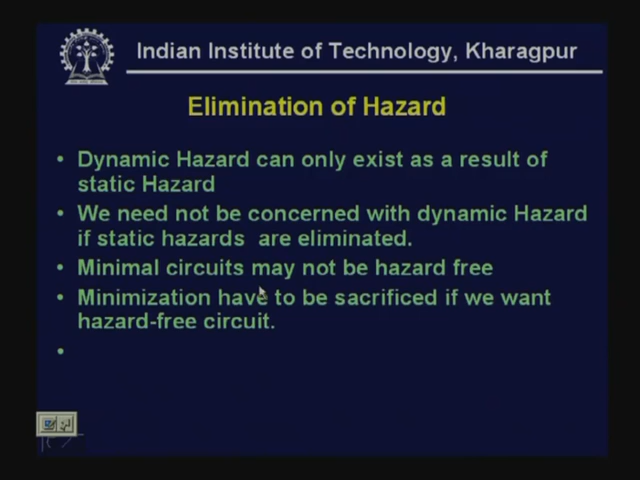 Indian Institute of Technology, Kharagpur
Elimination of Hazard
• Dynamic Hazard can only exist as a result of
static Hazard
• We need not be concerned with dynamic Hazard
if static hazards are eliminated.
• Minimal circuits may not be hazard free
• Minimization have to be sacrificed if we want
hazard-free circuit.
•